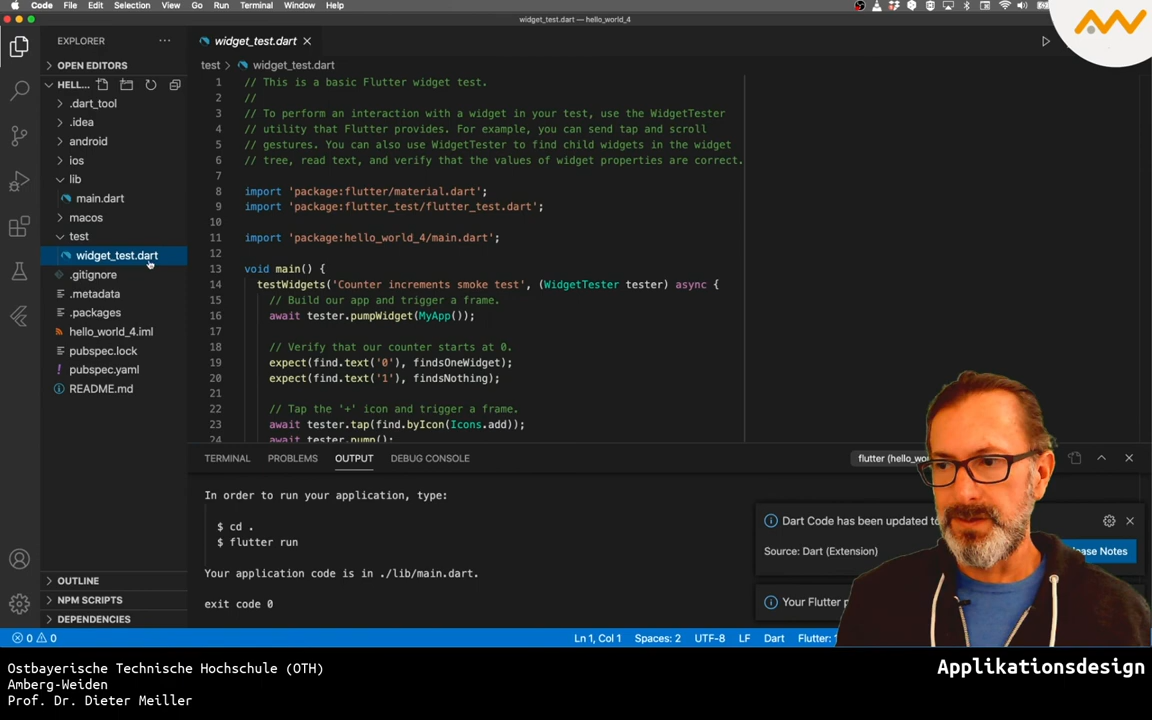 Code File Edit Selection View Go Run Terminal Window Help
widget_test.dart — hello_world_4
EXPLORER
OPEN EDITORS
HELL...
.dart_tool
.idea
android
ios
lib
main.dart
macos
test
widget_test.dart
.gitignore
.metadata
.packages
hello_world_4.iml
pubspec.lock
pubspec.yaml
README.md
OUTLINE
NPM SCRIPTS
DEPENDENCIES
widget_test.dart
test > widget_test.dart
1 // This is a basic Flutter widget test.
2 //
3 // To perform an interaction with a widget in your test, use the WidgetTester
4 // utility that Flutter provides. For example, you can send tap and scroll
5 // gestures. You can also use WidgetTester to find child widgets in the widget
6 // tree, read text, and verify that the values of widget properties are correct.
7
8 import 'package:flutter/material.dart';
9 import 'package:flutter_test/flutter_test.dart';
10
11 import 'package:hello_world_4/main.dart';
12
13 void main() {
14 testWidgets('Counter increments smoke test', (WidgetTester tester) async {
15 // Build our app and trigger a frame.
16 await tester.pumpWidget(MyApp());
17
18 // Verify that our counter starts at 0.
19 expect(find.text('0'), findsOneWidget);
20 expect(find.text('1'), findsNothing);
21
22 // Tap the '+' icon and trigger a frame.
23 await tester.tap(find.byIcon(Icons.add));
24 await tester.pump();
TERMINAL PROBLEMS OUTPUT DEBUG CONSOLE
flutter (hello_wo
In order to run your application, type:
$ cd .
$ flutter run
Your application code is in ./lib/main.dart.
exit code 0
Dart Code has been updated to
Source: Dart (Extension)
ease Notes
Your Flutter p
0 0
Ln 1, Col 1 Spaces: 2 UTF-8 LF Dart Flutter:
Ostbayerische Technische Hochschule (OTH)
Amberg-Weiden
Prof. Dr. Dieter Meiller
Applikationsdesign